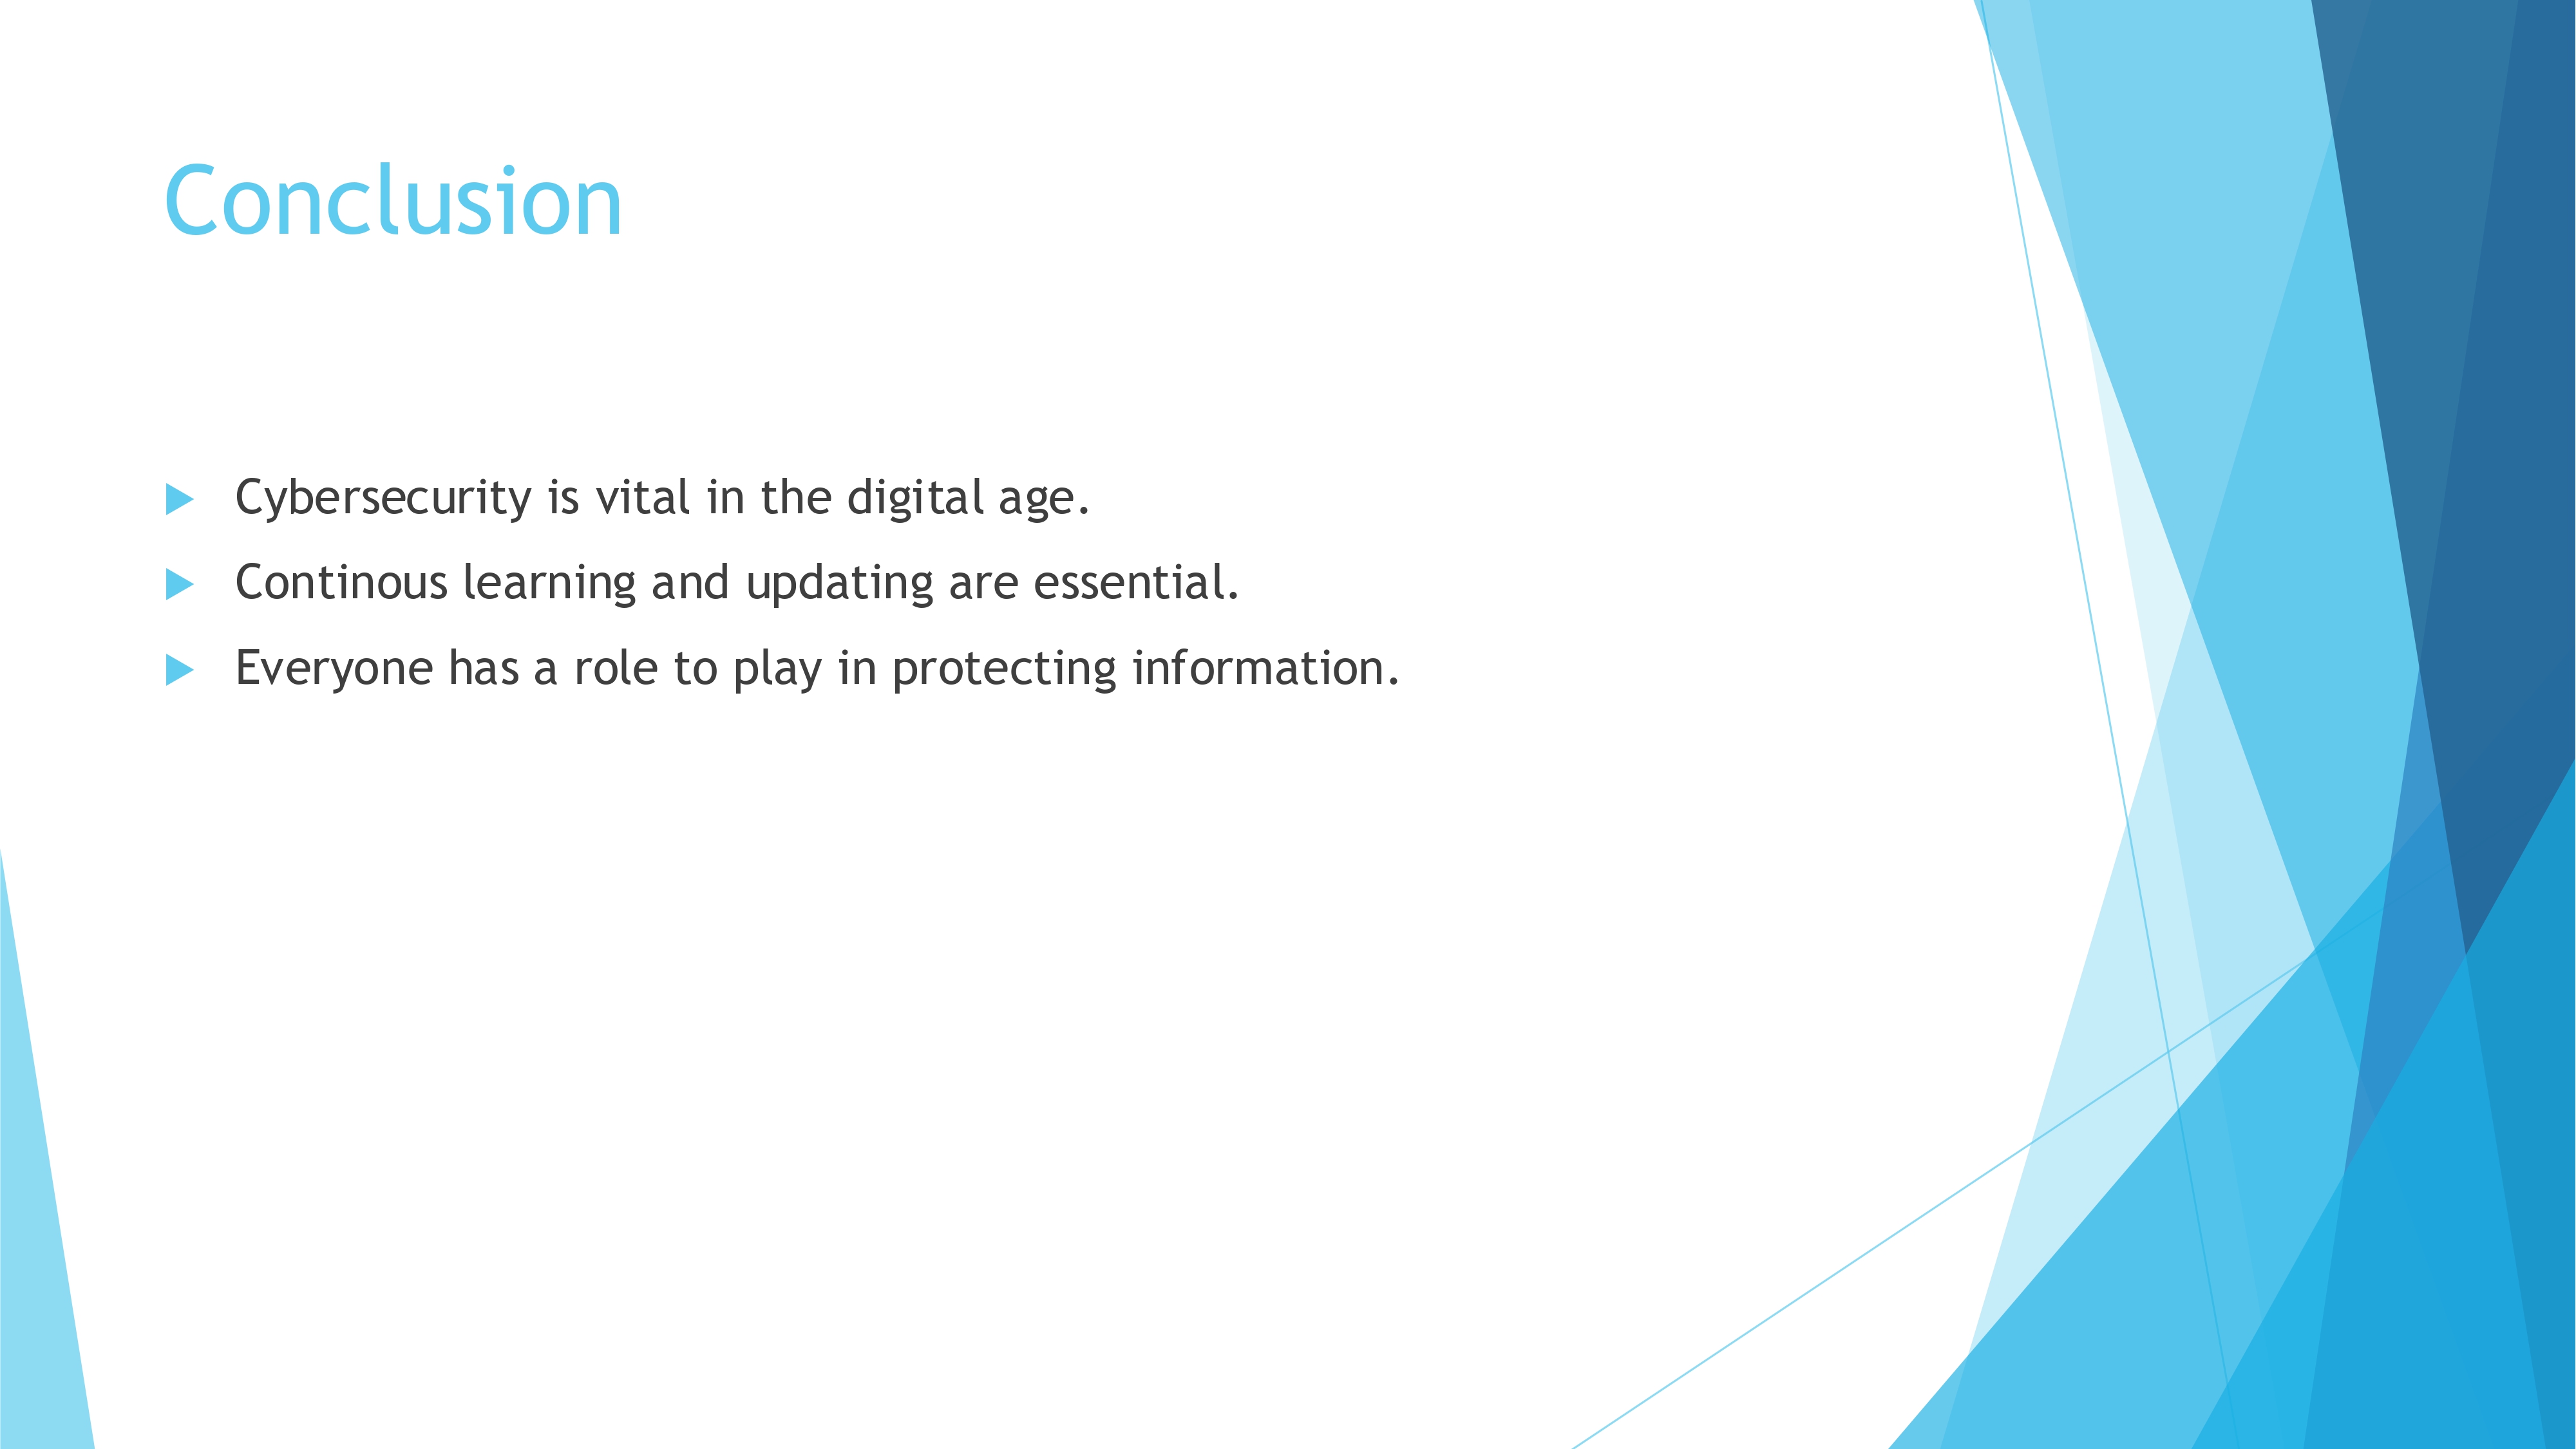 Conclusion
Cybersecurity is vital in the digital age.
Continous learning and updating are essential.
Everyone has a role to play in protecting information.